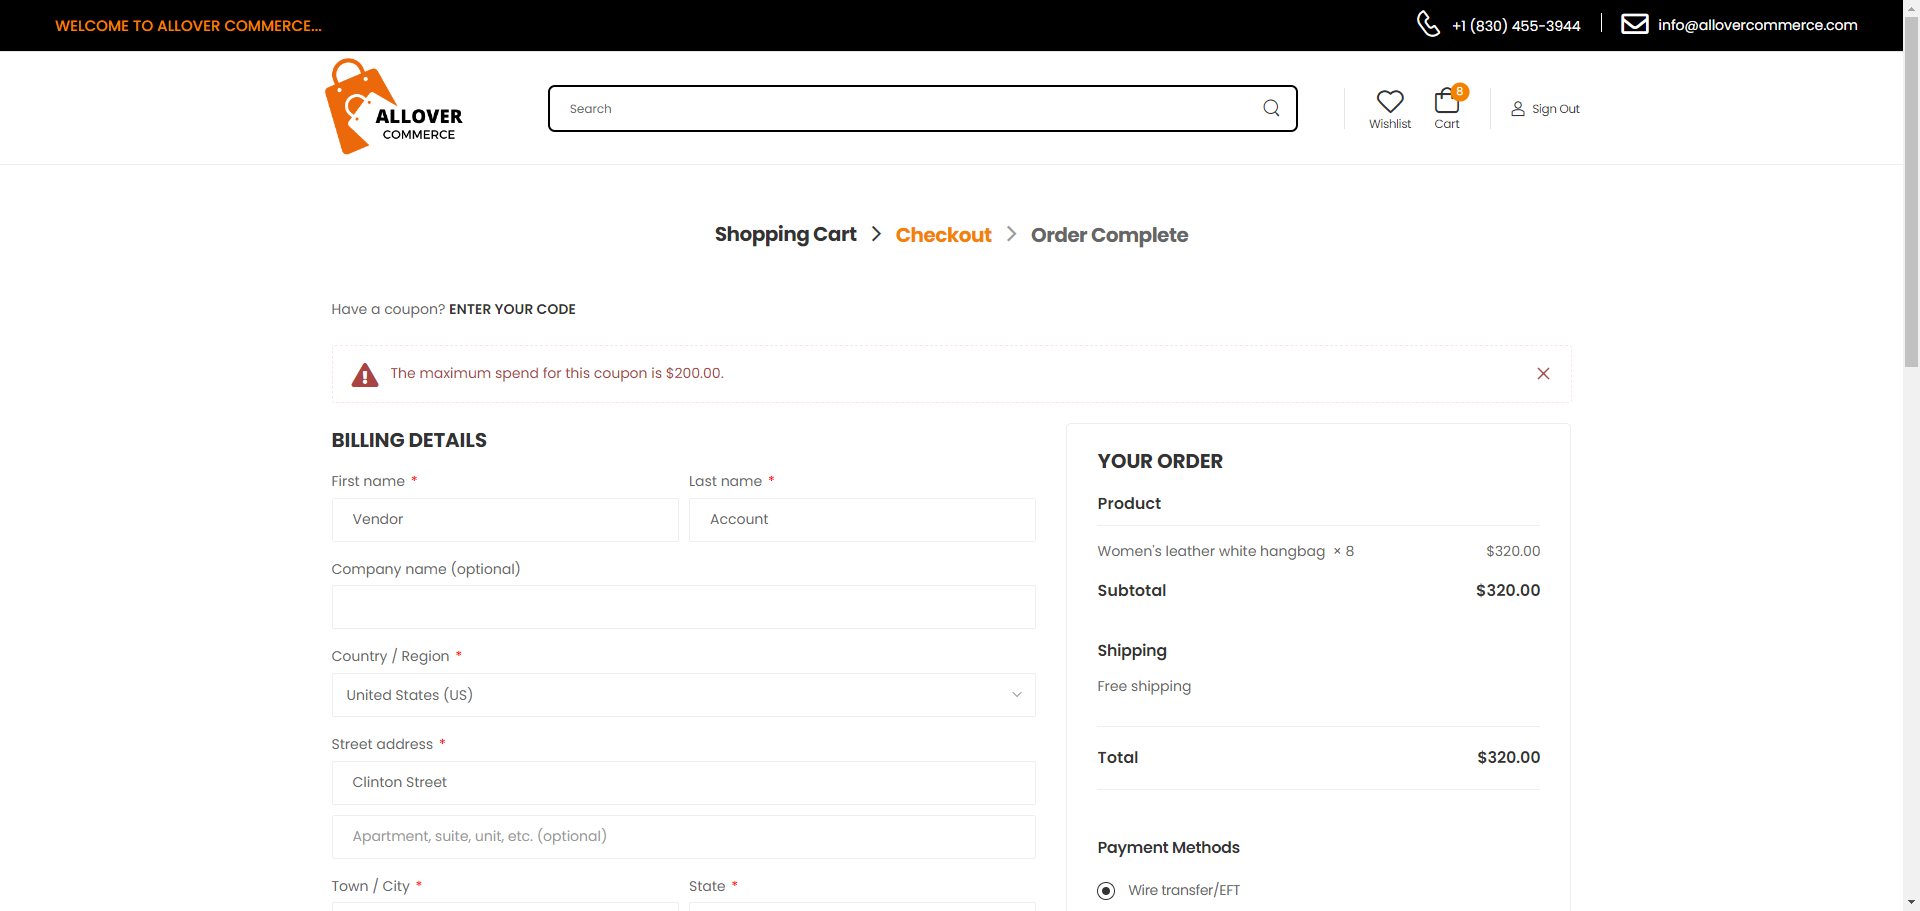 WELCOME TO ALLOVER COMMERCE...
+1 (830) 455-3944
info@allovercommerce.com
ALLOVER
COMMERCE
Search
Wishlist
8
Cart
Sign Out
Shopping Cart
Checkout
Order Complete
Have a coupon? ENTER YOUR CODE
The maximum spend for this coupon is $200.00.
BILLING DETAILS
First name *
Last name *
Vendor
Account
Company name (optional)
Country / Region *
United States (US)
Street address *
Clinton Street
Apartment, suite, unit, etc. (optional)
Town / City *
State *
YOUR ORDER
Product
Women's leather white hangbag × 8 $320.00
Subtotal $320.00
Shipping
Free shipping
Total $320.00
Payment Methods
Wire transfer/EFT